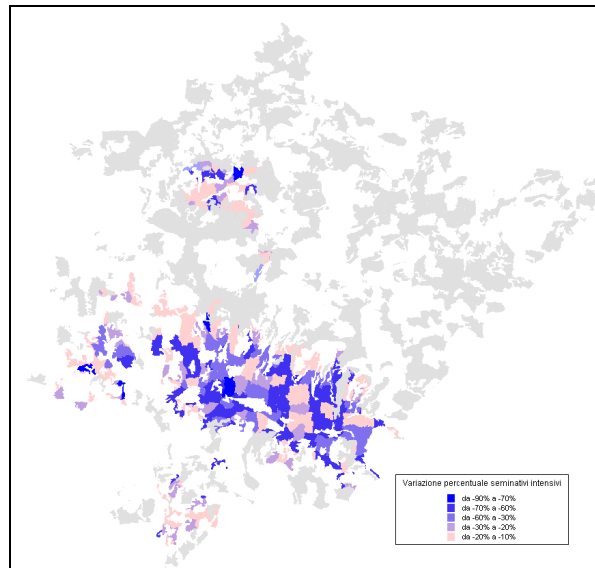 Variazione percentuale seminativi intensivi
da -90% a -70%
da -70% a -60%
da -60% a -30%
da -30% a -20%
da -20% a -10%